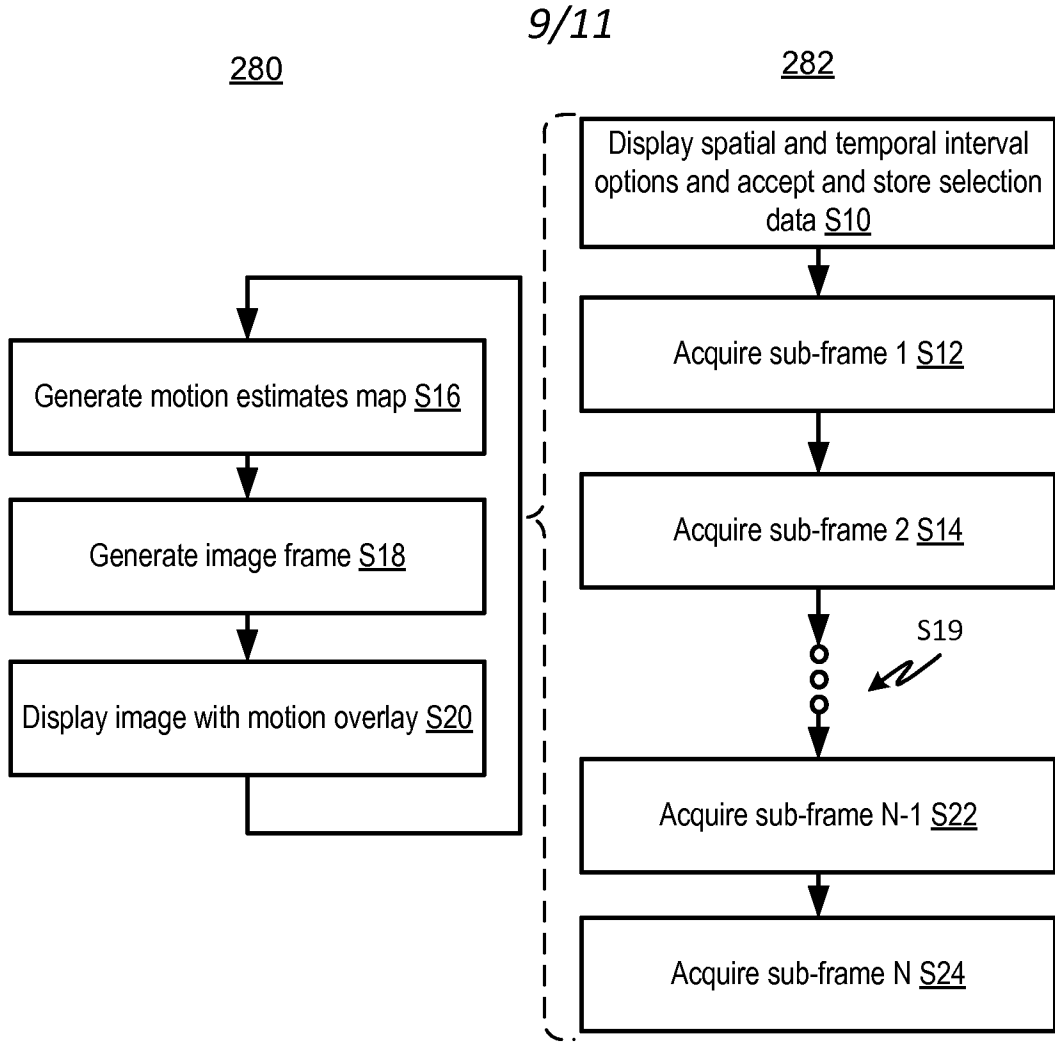 9/11
280
282
Display spatial and temporal interval
options and accept and store selection
data S10
Acquire sub-frame 1 S12
Generate motion estimates map S16
Acquire sub-frame 2 S14
Generate image frame S18
S19
Display image with motion overlay S20
Acquire sub-frame N-1 S22
Acquire sub-frame N S24